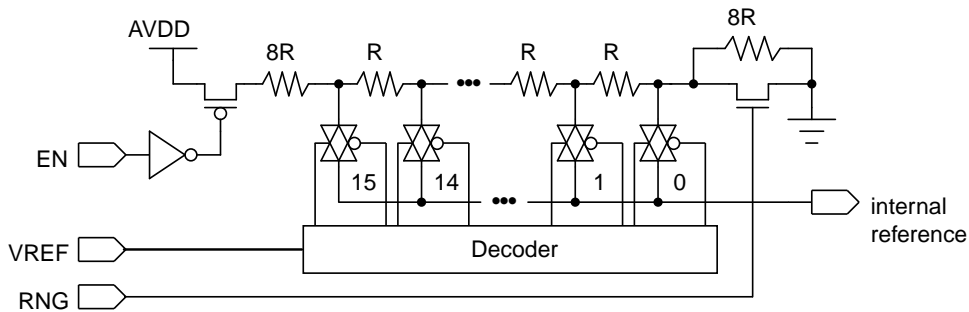 AVDD
8R
R
R
R
8R
EN
15
14
1
0
internal
reference
VREF
Decoder
RNG